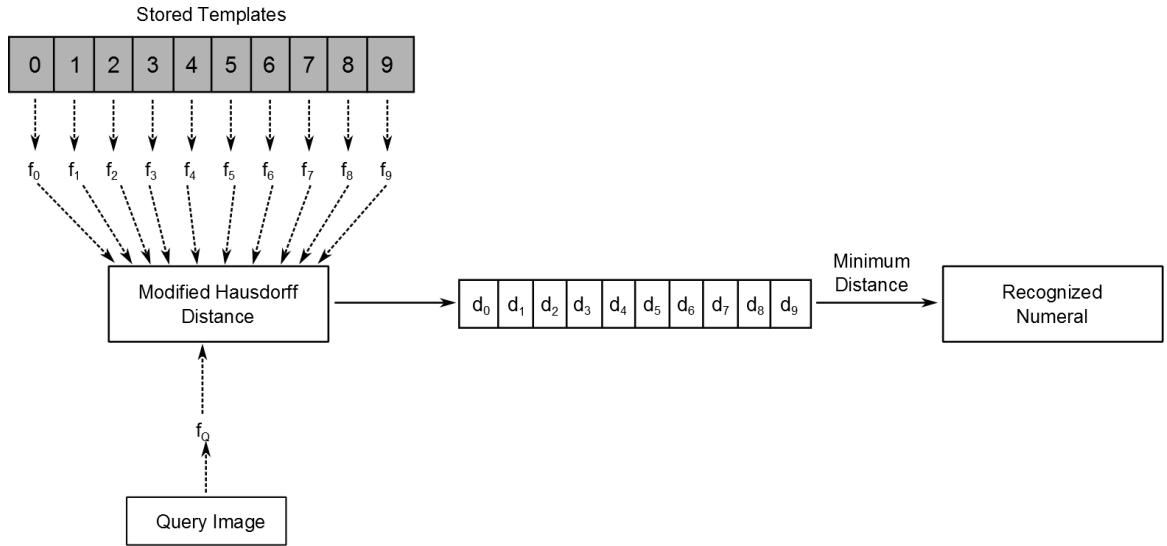 Stored Templates
0 1 2 3 4 5 6 7 8 9
f₀ f₁ f₂ f₃ f₄ f₅ f₆ f₇ f₈ f₉
Modified Hausdorff
Distance
d₀ d₁ d₂ d₃ d₄ d₅ d₆ d₇ d₈ d₉
Minimum
Distance
Recognized
Numeral
f_Q
Query Image